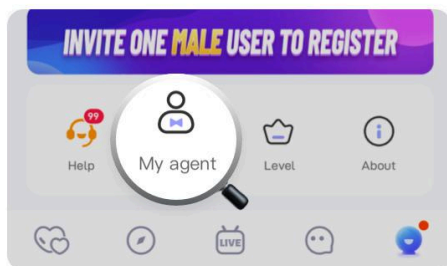 INVITE ONE MALE USER TO REGISTER
99
Help
My agent
Level
About
LIVE